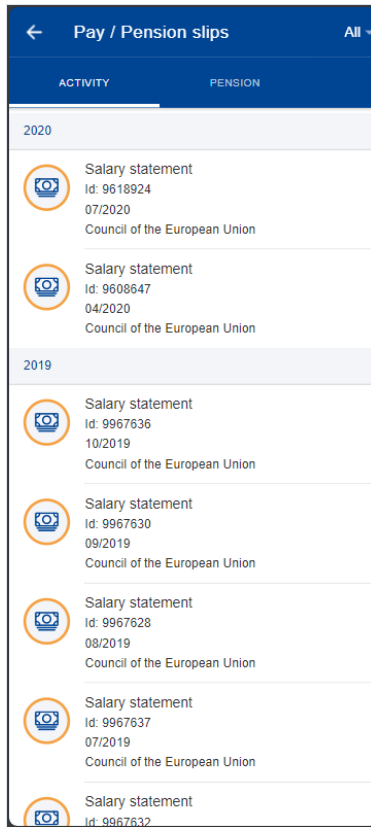 Pay / Pension slips
All
ACTIVITY
PENSION
2020
Salary statement
Id: 9618924
07/2020
Council of the European Union
Salary statement
Id: 9608647
04/2020
Council of the European Union
2019
Salary statement
Id: 9967636
10/2019
Council of the European Union
Salary statement
Id: 9967630
09/2019
Council of the European Union
Salary statement
Id: 9967628
08/2019
Council of the European Union
Salary statement
Id: 9967637
07/2019
Council of the European Union
Salary statement
Id: 9967632